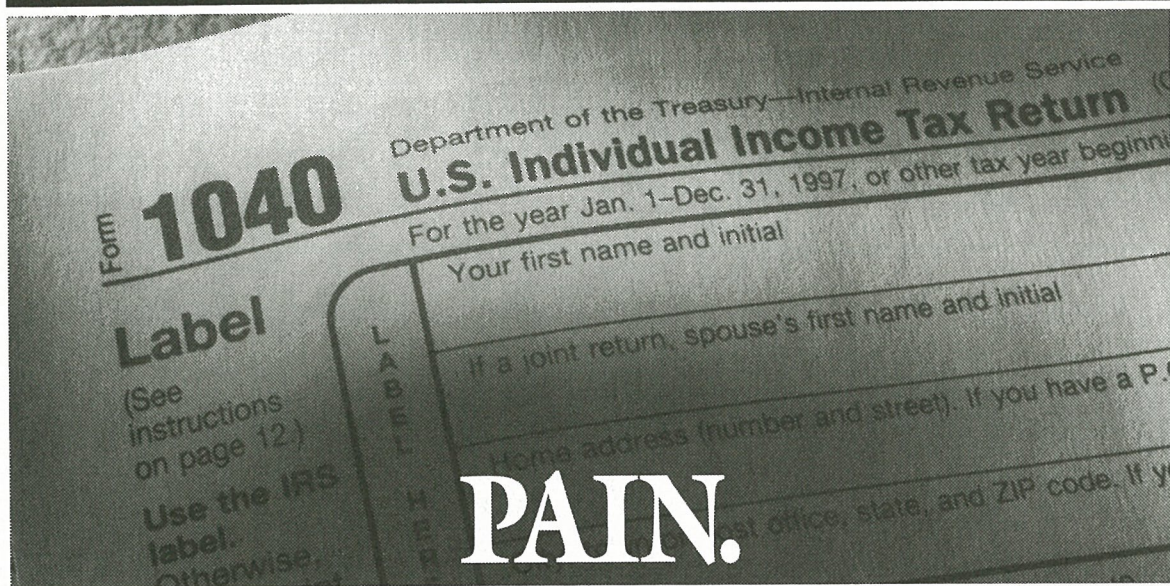 Department of the Treasury—Internal Revenue Service
Form 1040 U.S. Individual Income Tax Return
For the year Jan. 1–Dec. 31, 1997, or other tax year
Label
(See
instructions
on page 12.)
Use the IRS
label.
Otherwise,
LABEL
HER
Your first name and initial
If a joint return, spouse's first name and initial
Home address (number and street). If you have a P.
office, state, and ZIP code. If
PAIN.